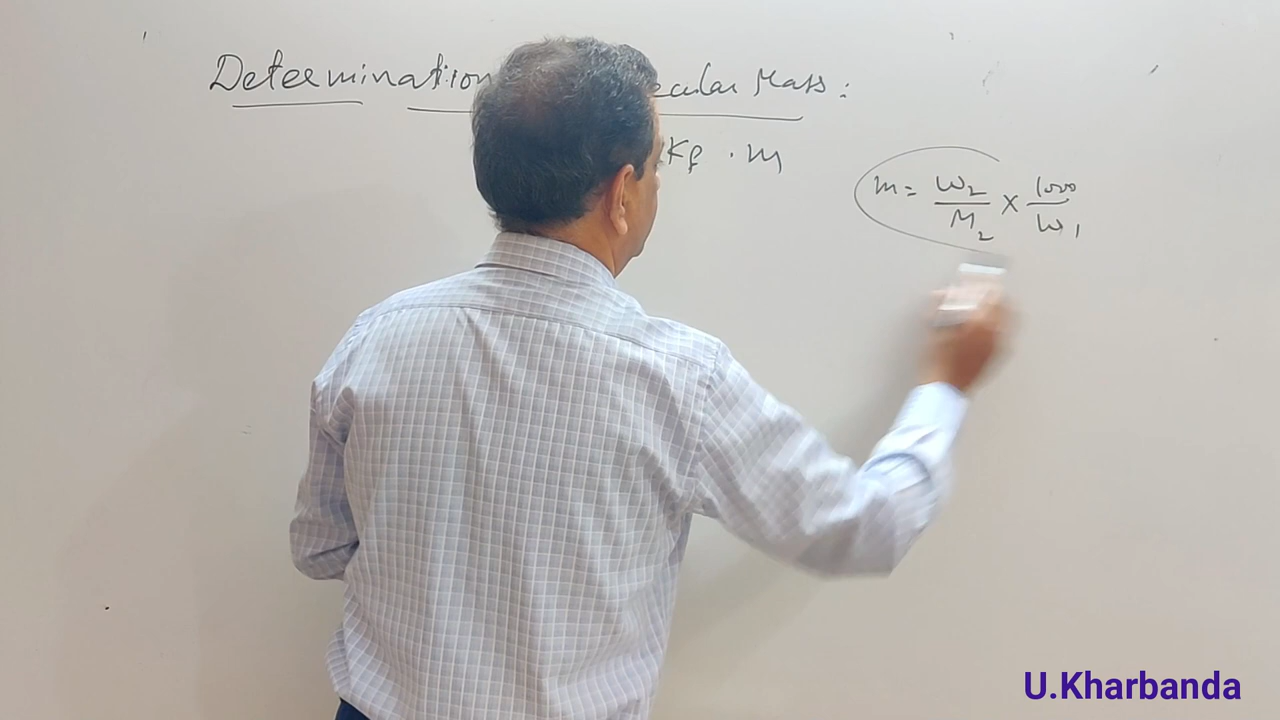 Determination ecular Mass:
Kf . m
m = W2/M2 × 1000/W1
U.Kharbanda